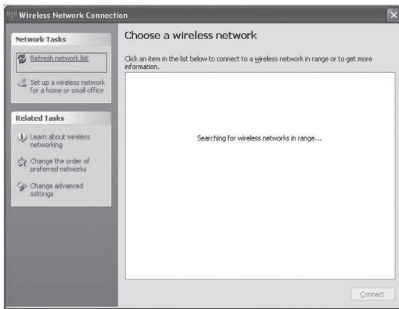 Wireless Network Connection
Network Tasks
Refresh network list
Set up a wireless network
for a home or small office
Related Tasks
Learn about wireless
networking
Change the order of
preferred networks
Change advanced
settings
Choose a wireless network
Click an item in the list below to connect to a wireless network in range or to get more
information.
Searching for wireless networks in range...
Connect